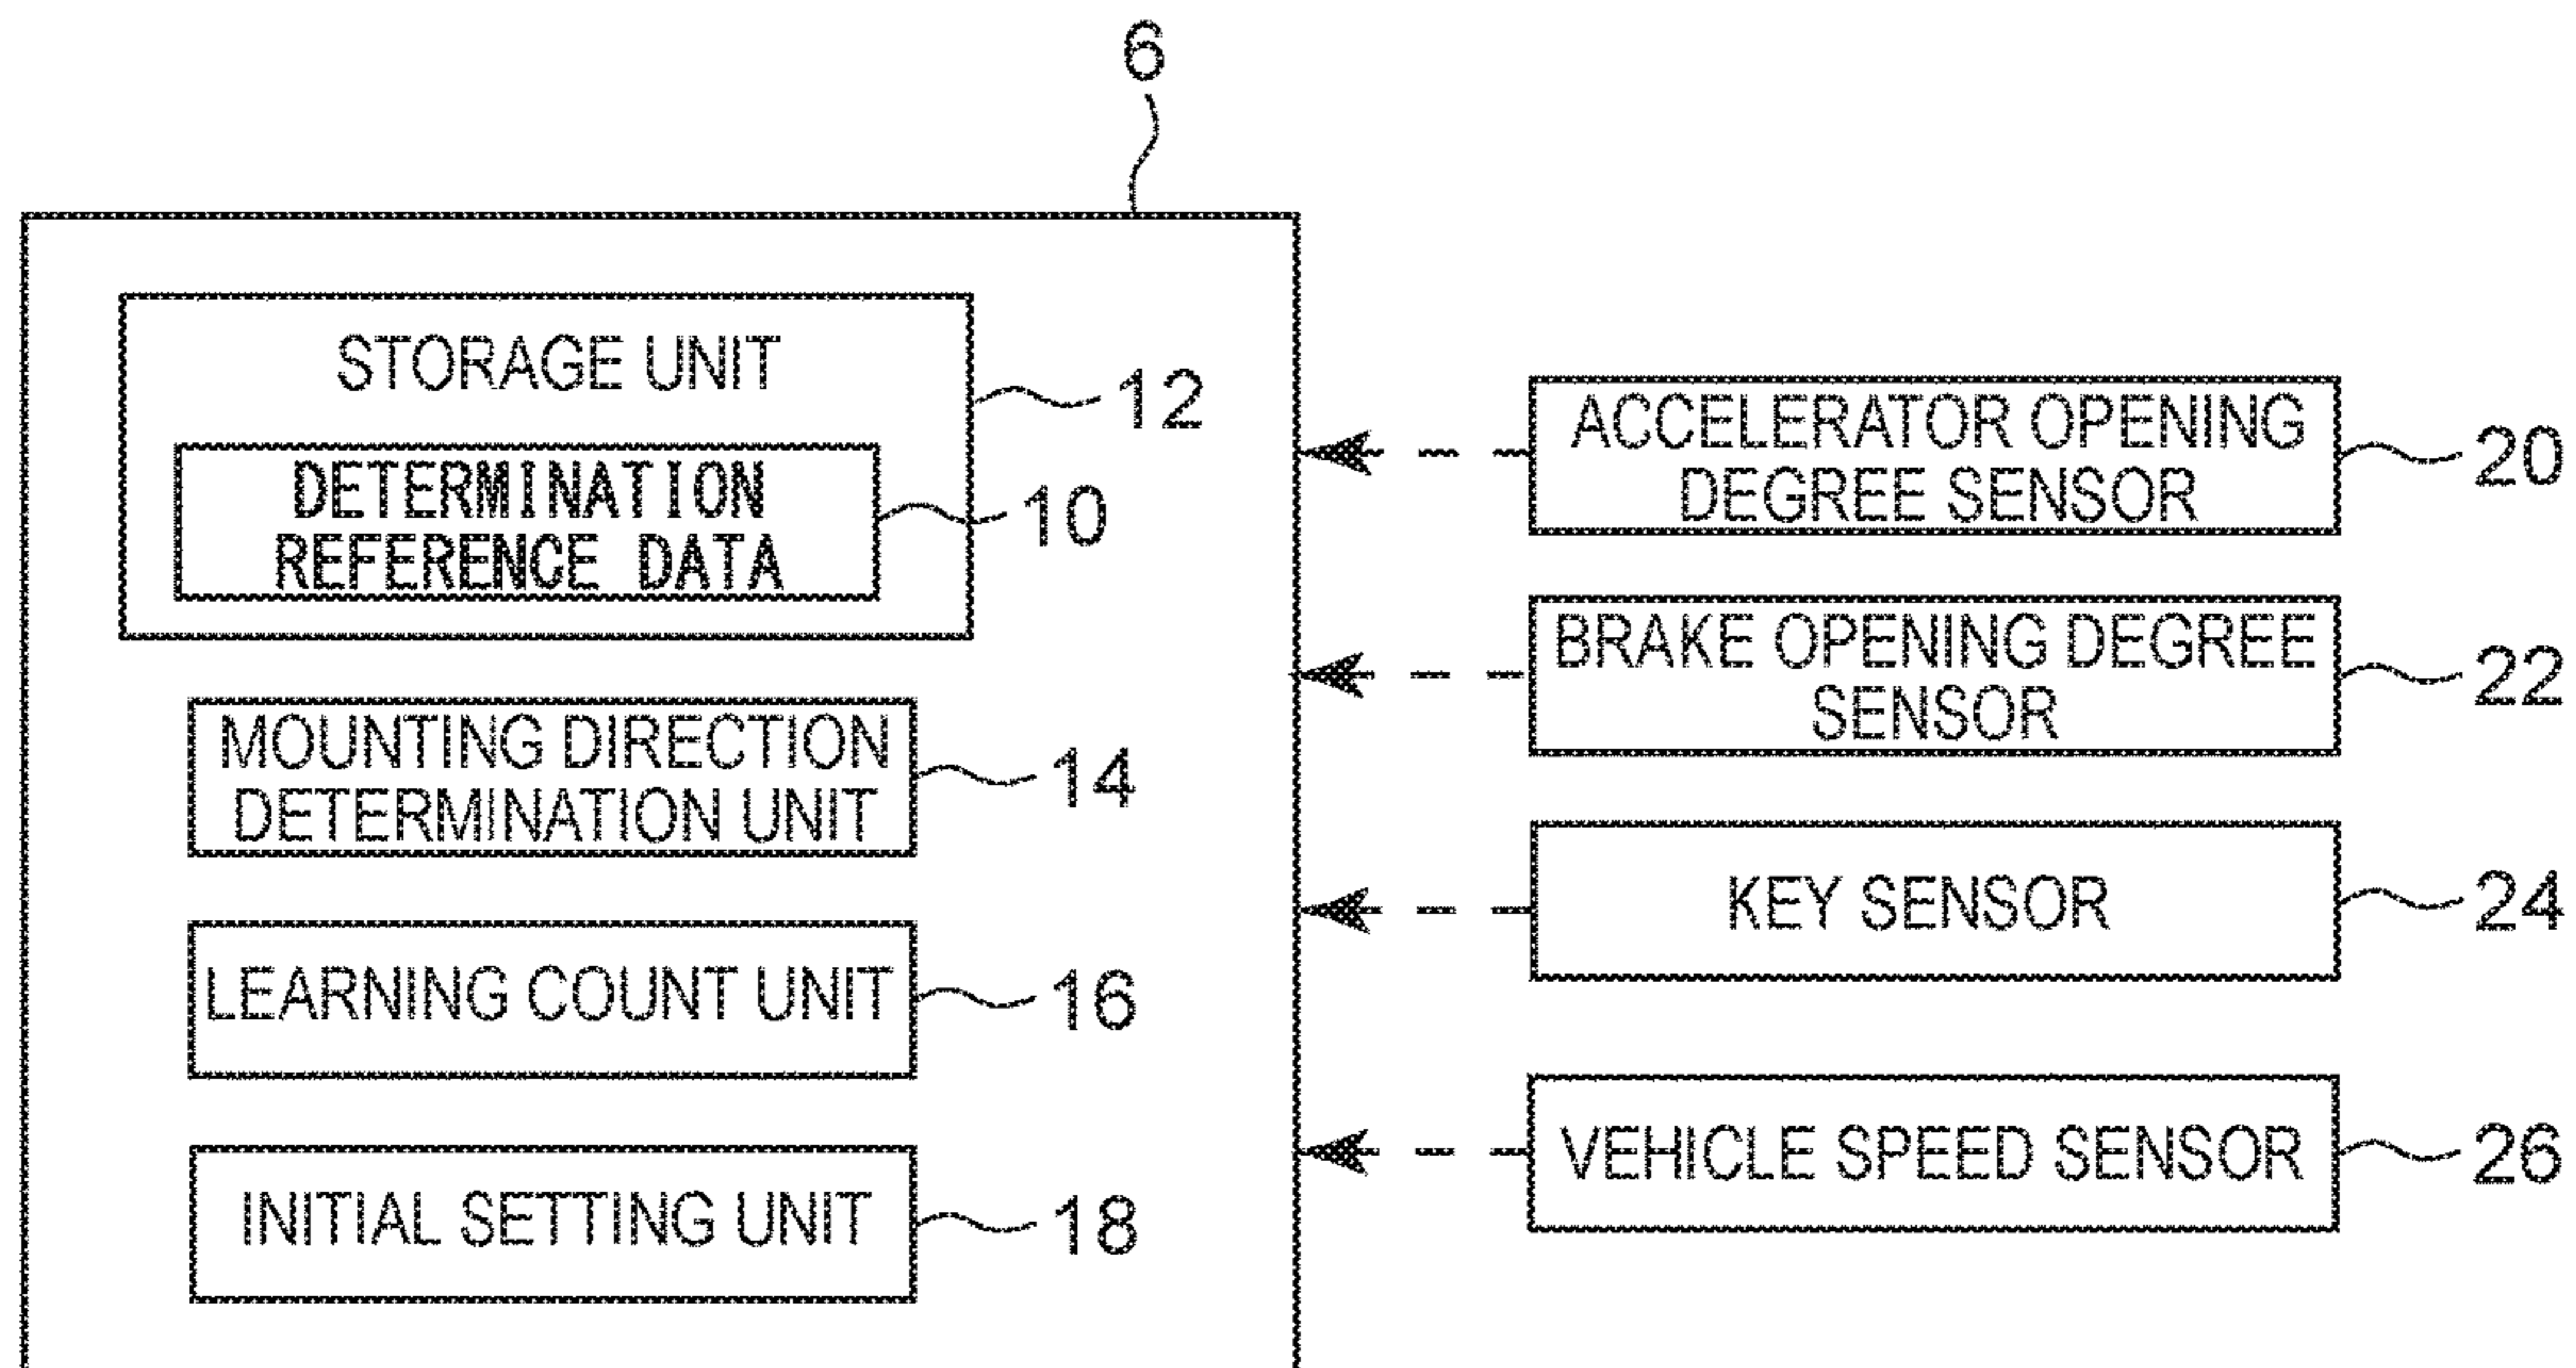 6
STORAGE UNIT
12
DETERMINATION
REFERENCE DATA
10
MOUNTING DIRECTION
DETERMINATION UNIT
14
LEARNING COUNT UNIT
16
INITIAL SETTING UNIT
18
ACCELERATOR OPENING
DEGREE SENSOR
20
BRAKE OPENING DEGREE
SENSOR
22
KEY SENSOR
24
VEHICLE SPEED SENSOR
26